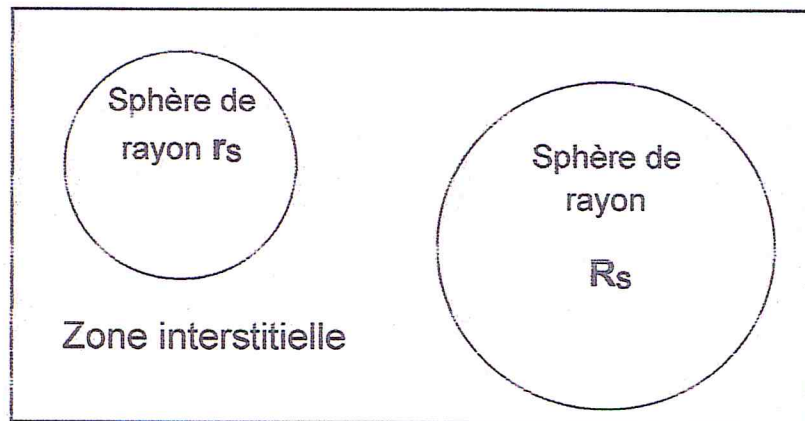 Sphère de
rayon rs
Sphère de
rayon
Rs
Zone interstitielle